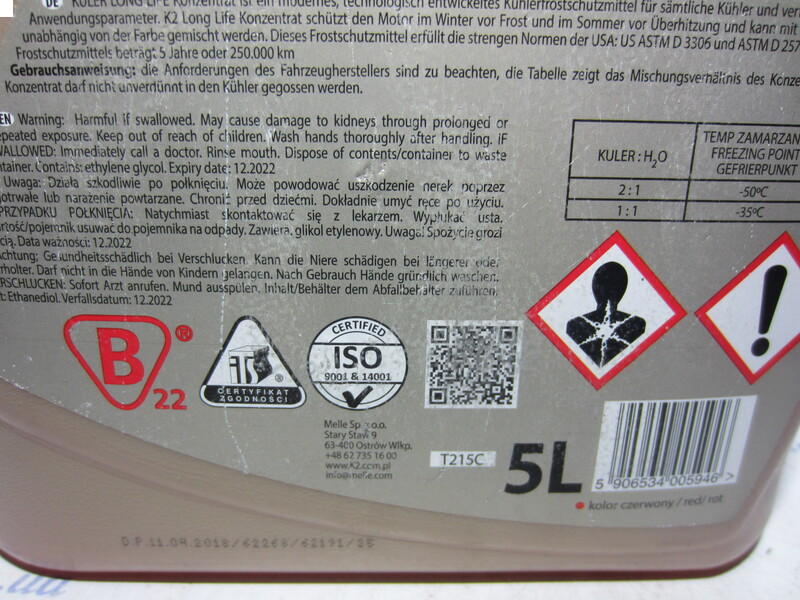 DE KULER LONG LIFE Konzentrat ist ein modernes, technologisch entwickeltes Kühlerfrostschutzmittel für sämtliche Kühler und
Anwendungsparameter. K2 Long Life Konzentrat schützt den Motor im Winter vor Frost und im Sommer vor Überhitzung und kann mit
unabhängig von der Farbe gemischt werden. Dieses Frostschutzmittel erfüllt die strengen Normen der USA: US ASTM D 3306 und ASTM D
Frostschutzmittels beträgt: 5 Jahre oder 250.000 km
Gebrauchsanweisung: die Anforderungen des Fahrzeugherstellers sind zu beachten, die Tabelle zeigt das Mischungsverhältnis des
Konzentrat darf nicht unverdünnt in den Kühler gegossen werden.
EN Warning: Harmful if swallowed. May cause damage to kidneys through prolonged or
repeated exposure. Keep out of reach of children. Wash hands thoroughly after handling. IF
SWALLOWED: Immediately call a doctor. Rinse mouth. Dispose of contents/container to waste
container. Contains: ethylene glycol. Expiry date: 12.2022
Uwaga: Działa szkodliwie po połknięciu. Może powodować uszkodzenie nerek poprzez
długotrwałe lub narażenie powtarzane. Chronić przed dziećmi. Dokładnie umyć ręce po użyciu.
PRZYPADKU POŁKNIĘCIA: Natychmiast skontaktować się z lekarzem. Wypłukać usta.
Zawartość/pojemnik usuwać do pojemnika na odpady. Zawiera: glikol etylenowy. Uwaga! Spożycie grozi
Data ważności: 12.2022
Achtung: Gesundheitsschädlich bei Verschlucken. Kann die Niere schädigen bei längerer oder
Darf nicht in die Hände von Kindern gelangen. Nach Gebrauch Hände gründlich waschen.
VERSCHLUCKEN: Sofort Arzt anrufen. Mund ausspülen. Inhalt/Behälter dem Abfallbehälter zuführen.
Ethanediol. Verfallsdatum: 12.2022
KULER : H₂O
TEMP ZAMARZAN
FREEZING POINT
GEFRIERPUNKT
2 : 1 -50ºC
1 : 1 -35ºC
B ®
22
®
CERTYFIKAT
ZGODNOŚCI
CERTIFIED
ISO
9001 & 14001
Melle Sp. z o.o.
Stary Staw 9
63-400 Ostrów Wlkp.
+48 62 735 16 00
www.K2.com.pl
info@melle.com
T215C
5L
5 906534 005946 >
kolor czerwony / red/ rot
D.P.11.09.2018/62268/62191/25